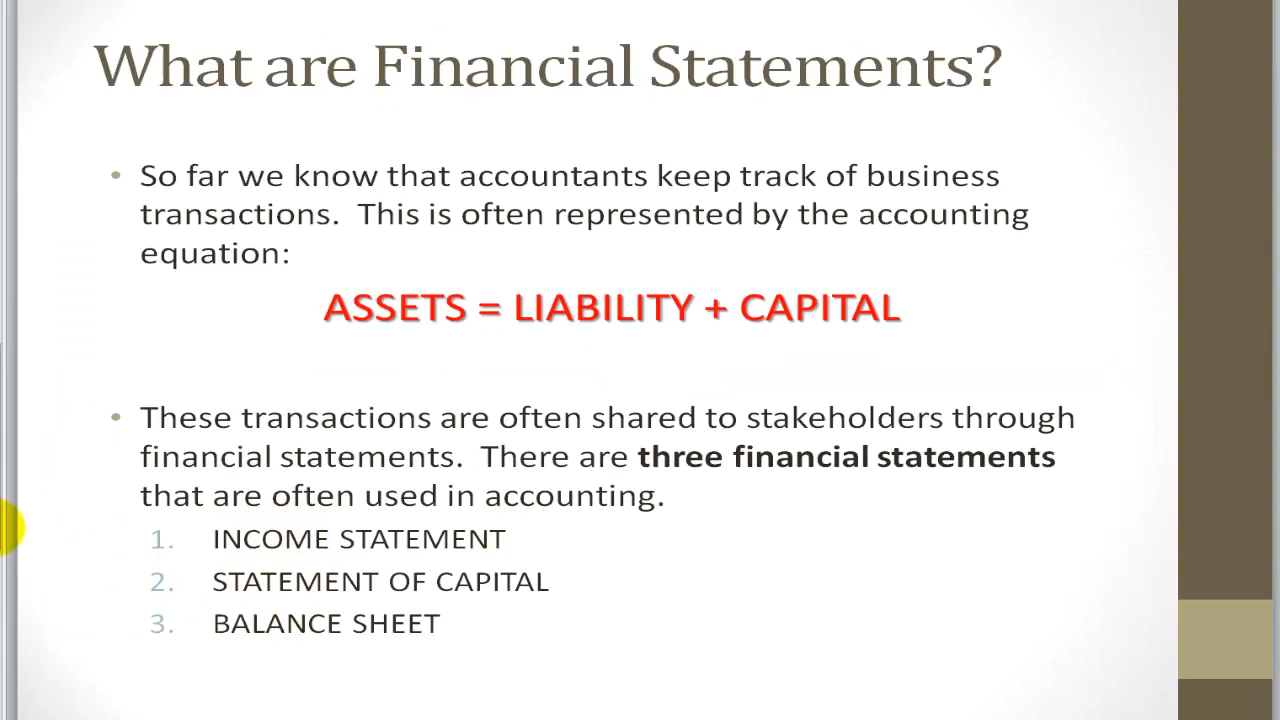 What are Financial Statements?
• So far we know that accountants keep track of business
transactions.  This is often represented by the accounting
equation:
ASSETS = LIABILITY + CAPITAL
• These transactions are often shared to stakeholders through
financial statements.  There are three financial statements
that are often used in accounting.
1. INCOME STATEMENT
2. STATEMENT OF CAPITAL
3. BALANCE SHEET